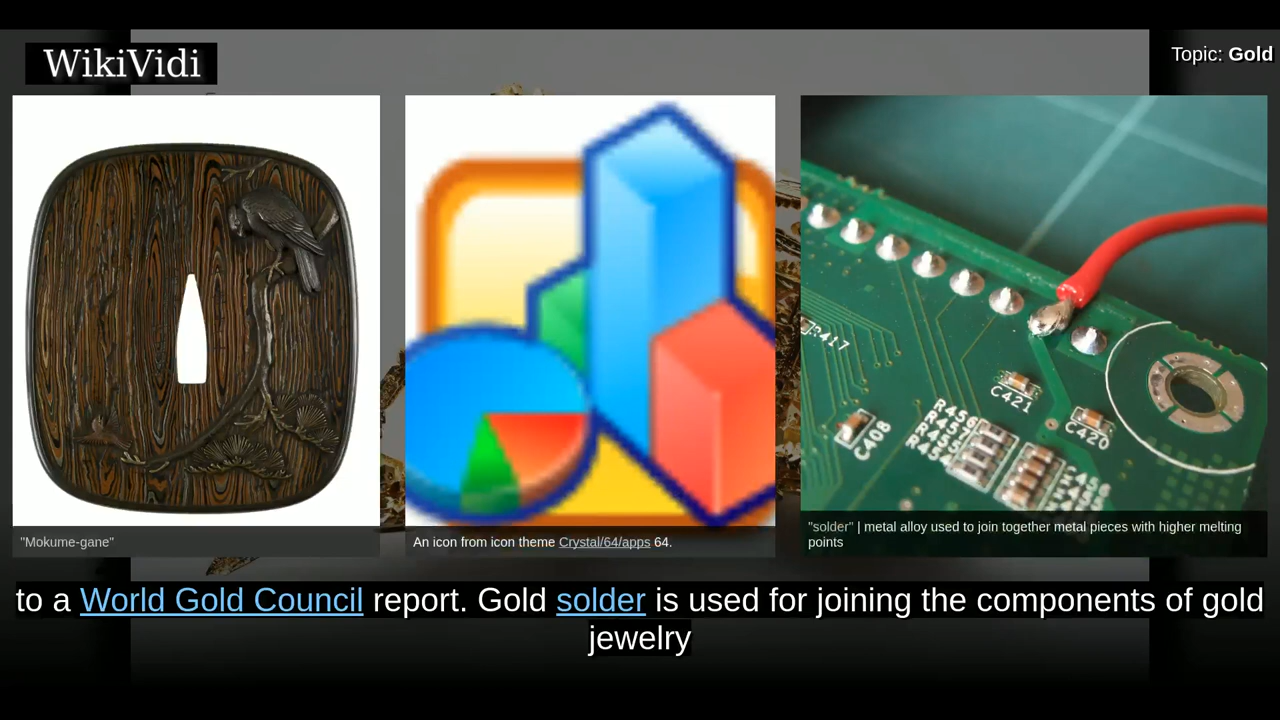 WikiVidi
Topic: Gold
R417
C421
C420
C408
R456
R455
R454
"Mokume-gane"
An icon from icon theme Crystal/64/apps 64.
"solder" | metal alloy used to join together metal pieces with higher melting
points
to a World Gold Council report. Gold solder is used for joining the components of gold
jewelry